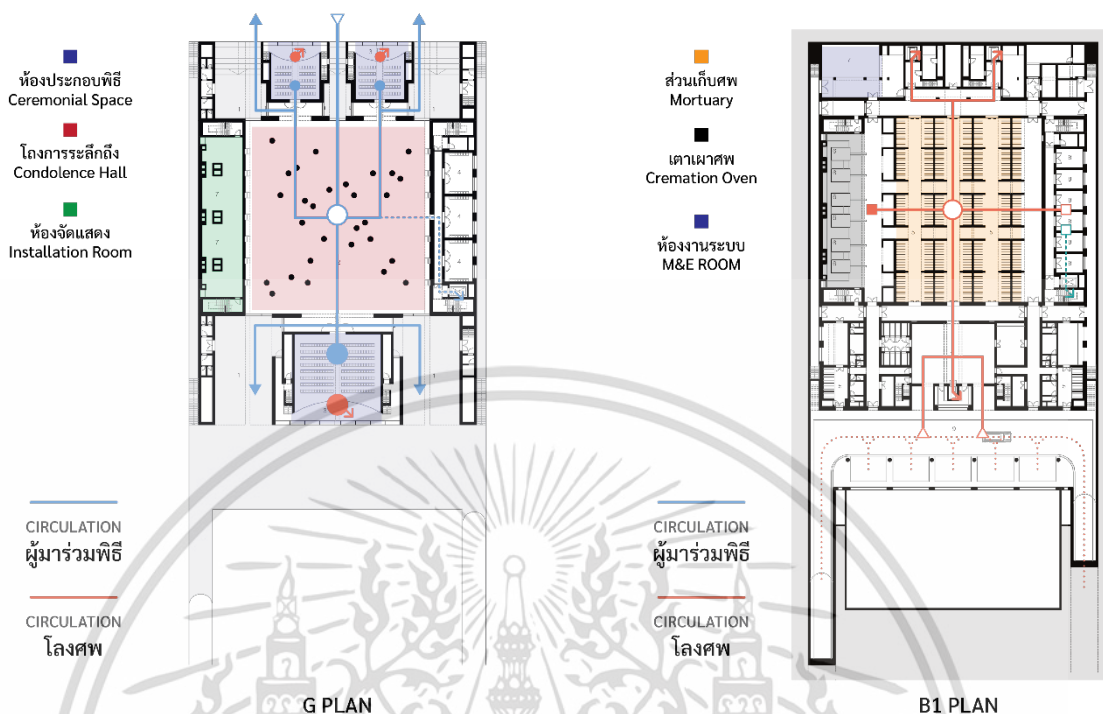 ห้องประกอบพิธี
Ceremonial Space
โถงการระลึกถึง
Condolence Hall
ห้องจัดแสดง
Installation Room
CIRCULATION
ผู้มาร่วมพิธี
CIRCULATION
โลงศพ
G PLAN
ส่วนเก็บศพ
Mortuary
เตาเผาศพ
Cremation Oven
ห้องงานระบบ
M&E ROOM
CIRCULATION
ผู้มาร่วมพิธี
CIRCULATION
โลงศพ
B1 PLAN